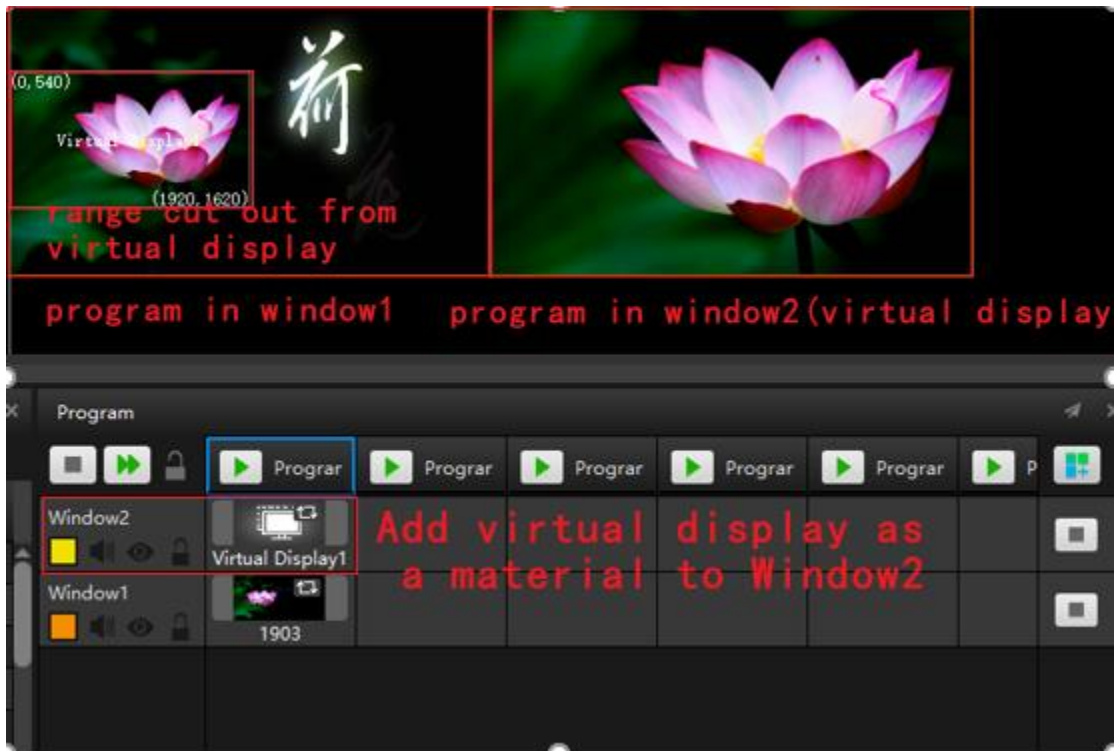 (0,540)
荷
Virtual Display1
(1920,1620)
range cut out from
virtual display
program in window1
program in window2(virtual display
Program
Prograr
Prograr
Prograr
Prograr
Prograr
P
Window2
Virtual Display1
Add virtual display as
a material to Window2
Window1
1903